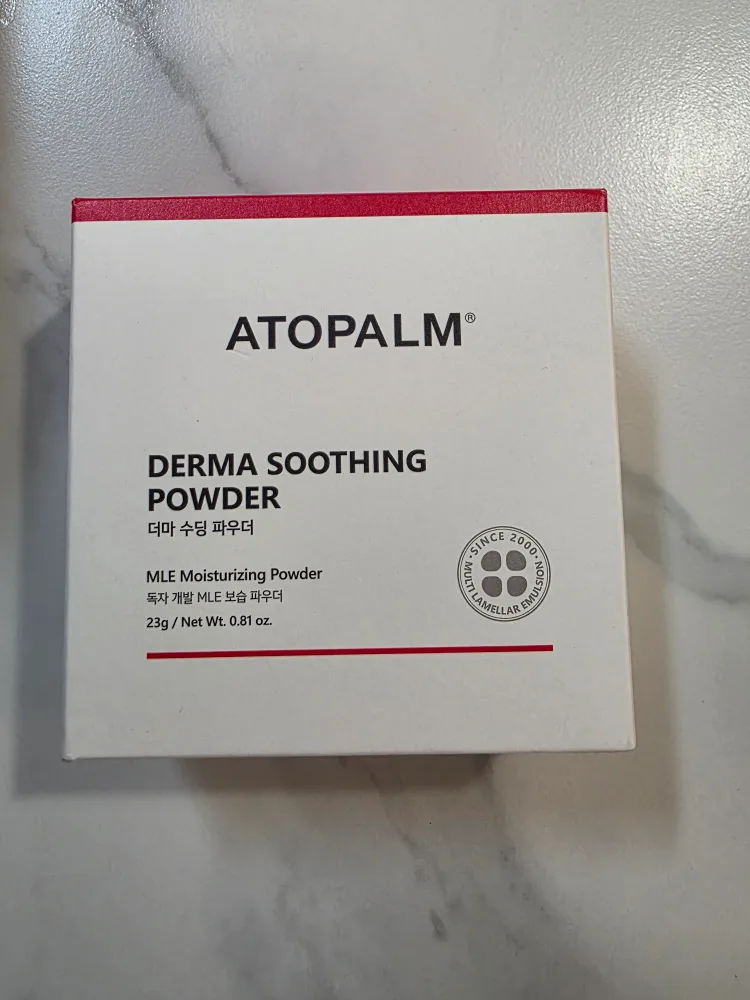 ATOPALM®
DERMA SOOTHING
POWDER
더마 수딩 파우더
MLE Moisturizing Powder
독자 개발 MLE 보습 파우더
23g / Net Wt. 0.81 oz.
·SINCE 2000·
MULTI LAMELLAR EMULSION